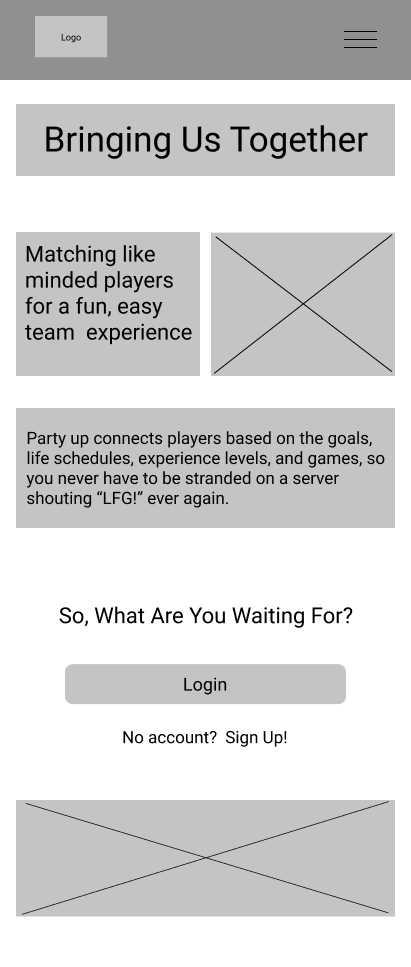 Logo
Bringing Us Together
Matching like
minded players
for a fun, easy
team  experience
Party up connects players based on the goals,
life schedules, experience levels, and games, so
you never have to be stranded on a server
shouting “LFG!” ever again.
So, What Are You Waiting For?
Login
No account?  Sign Up!